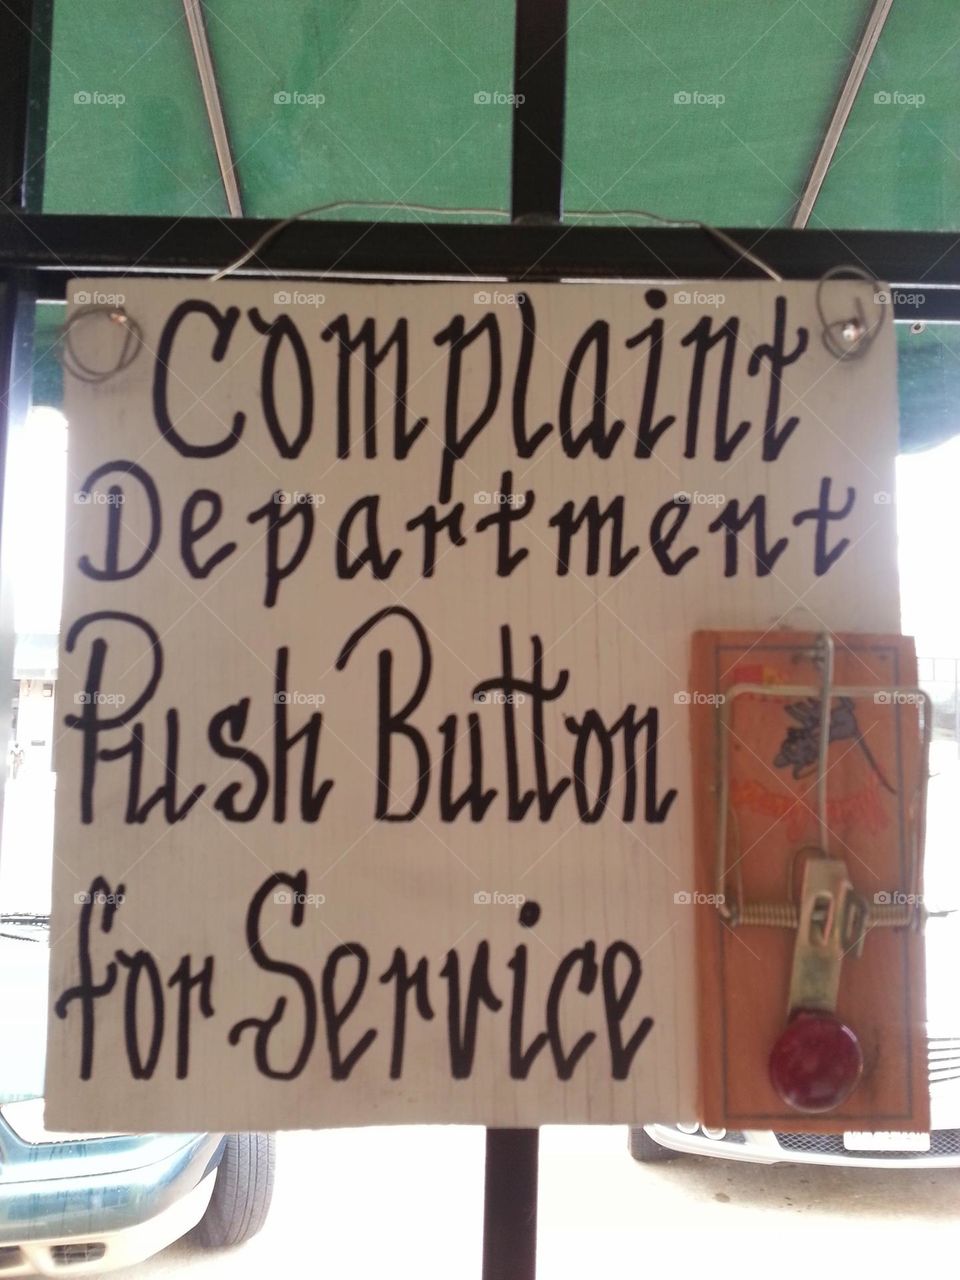 Complaint
Department
Push Button
for Service